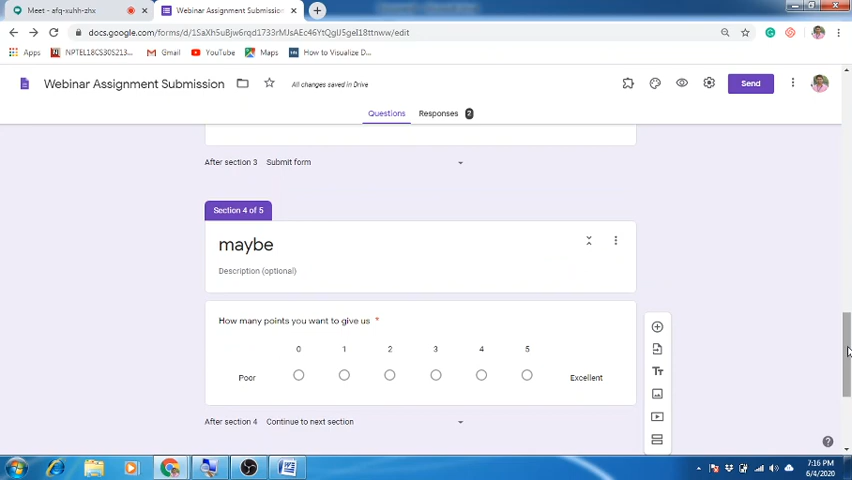 Meet - afq-xuhh-zhx
Webinar Assignment Submission
docs.google.com/forms/d/1SaXh5uBjw6rqd1733rMJsAEc46YtQgIJ5geI18ttnww/edit
Apps
NPTEL18CS30S213...
Gmail
YouTube
Maps
How to Visualize D...
Webinar Assignment Submission
All changes saved in Drive
Send
Questions
Responses 2
After section 3 Submit form
Section 4 of 5
maybe
Description (optional)
How many points you want to give us *
0 1 2 3 4 5
Poor Excellent
After section 4 Continue to next section
7:16 PM
6/4/2020